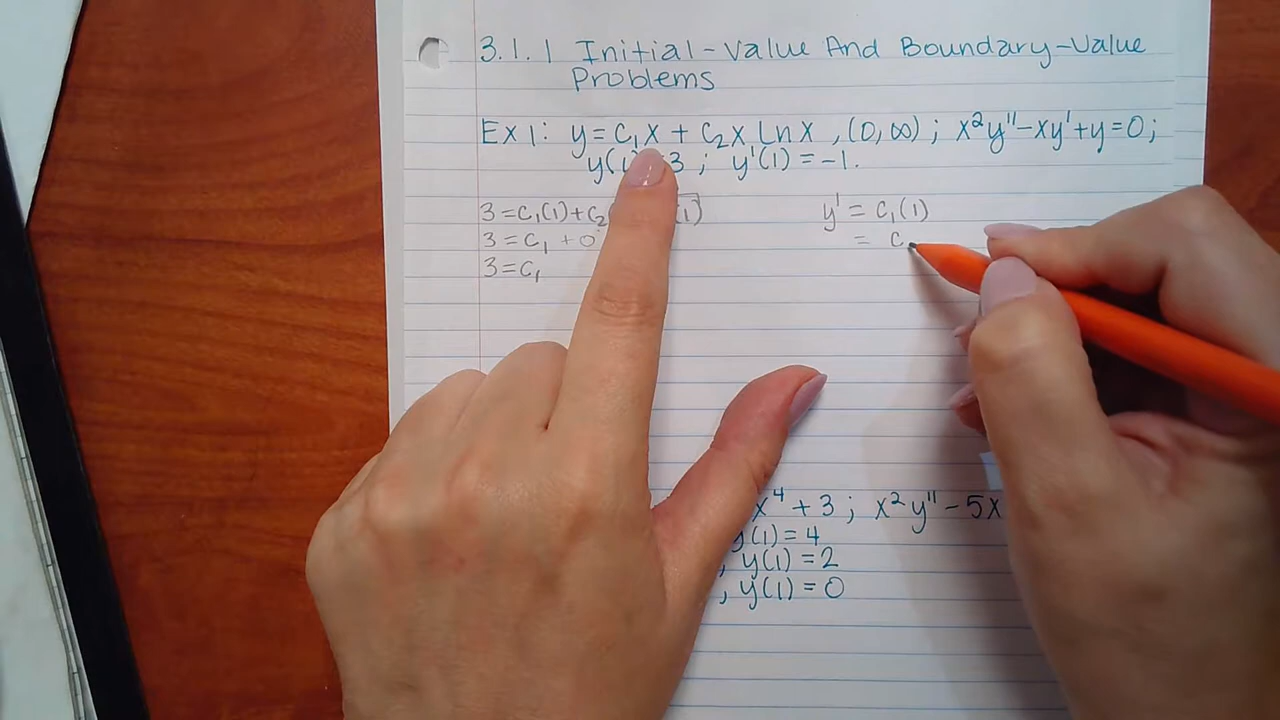 3.1.1 Initial-Value And Boundary-Value
Problems
Ex 1: y = c₁x + c₂x ln x , (0, ∞) ; x²y'' - xy' + y = 0 ;
y(1 3 ; y'(1) = -1.
3 = c₁(1) + c₂ (1)
3 = c₁ + 0
3 = c₁
y' = c₁(1)
= c
x⁴ + 3 ; x²y'' - 5x
y(1) = 4
, y(1) = 2
, y(1) = 0